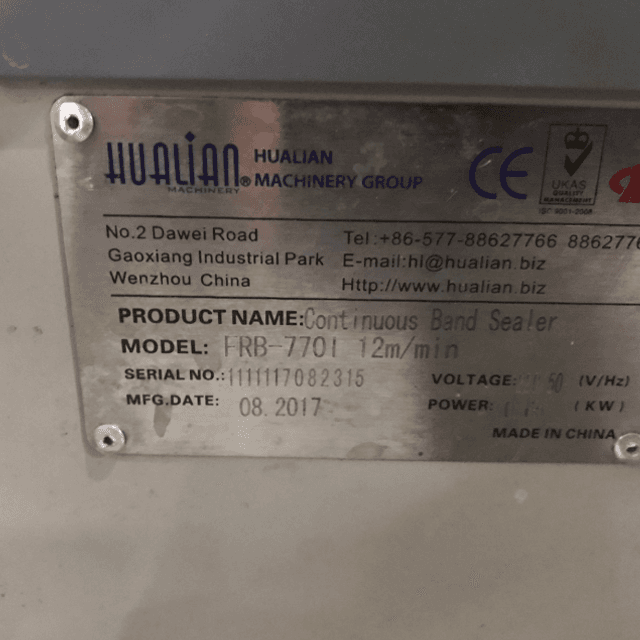 HUALIAN®
MACHINERY
HUALIAN
MACHINERY GROUP
CE
UKAS
QUALITY
MANAGEMENT
No.2 Dawei Road
Gaoxiang Industrial Park
Wenzhou China
Tel:+86-577-88627766 8862776
E-mail:hl@hualian.biz
Http://www.hualian.biz
PRODUCT NAME:Continuous Band Sealer
MODEL: FRB-770I 12m/min
SERIAL NO.:1111117082315
VOLTAGE: 50 (V/Hz)
MFG.DATE: 08.2017
POWER: (KW)
MADE IN CHINA